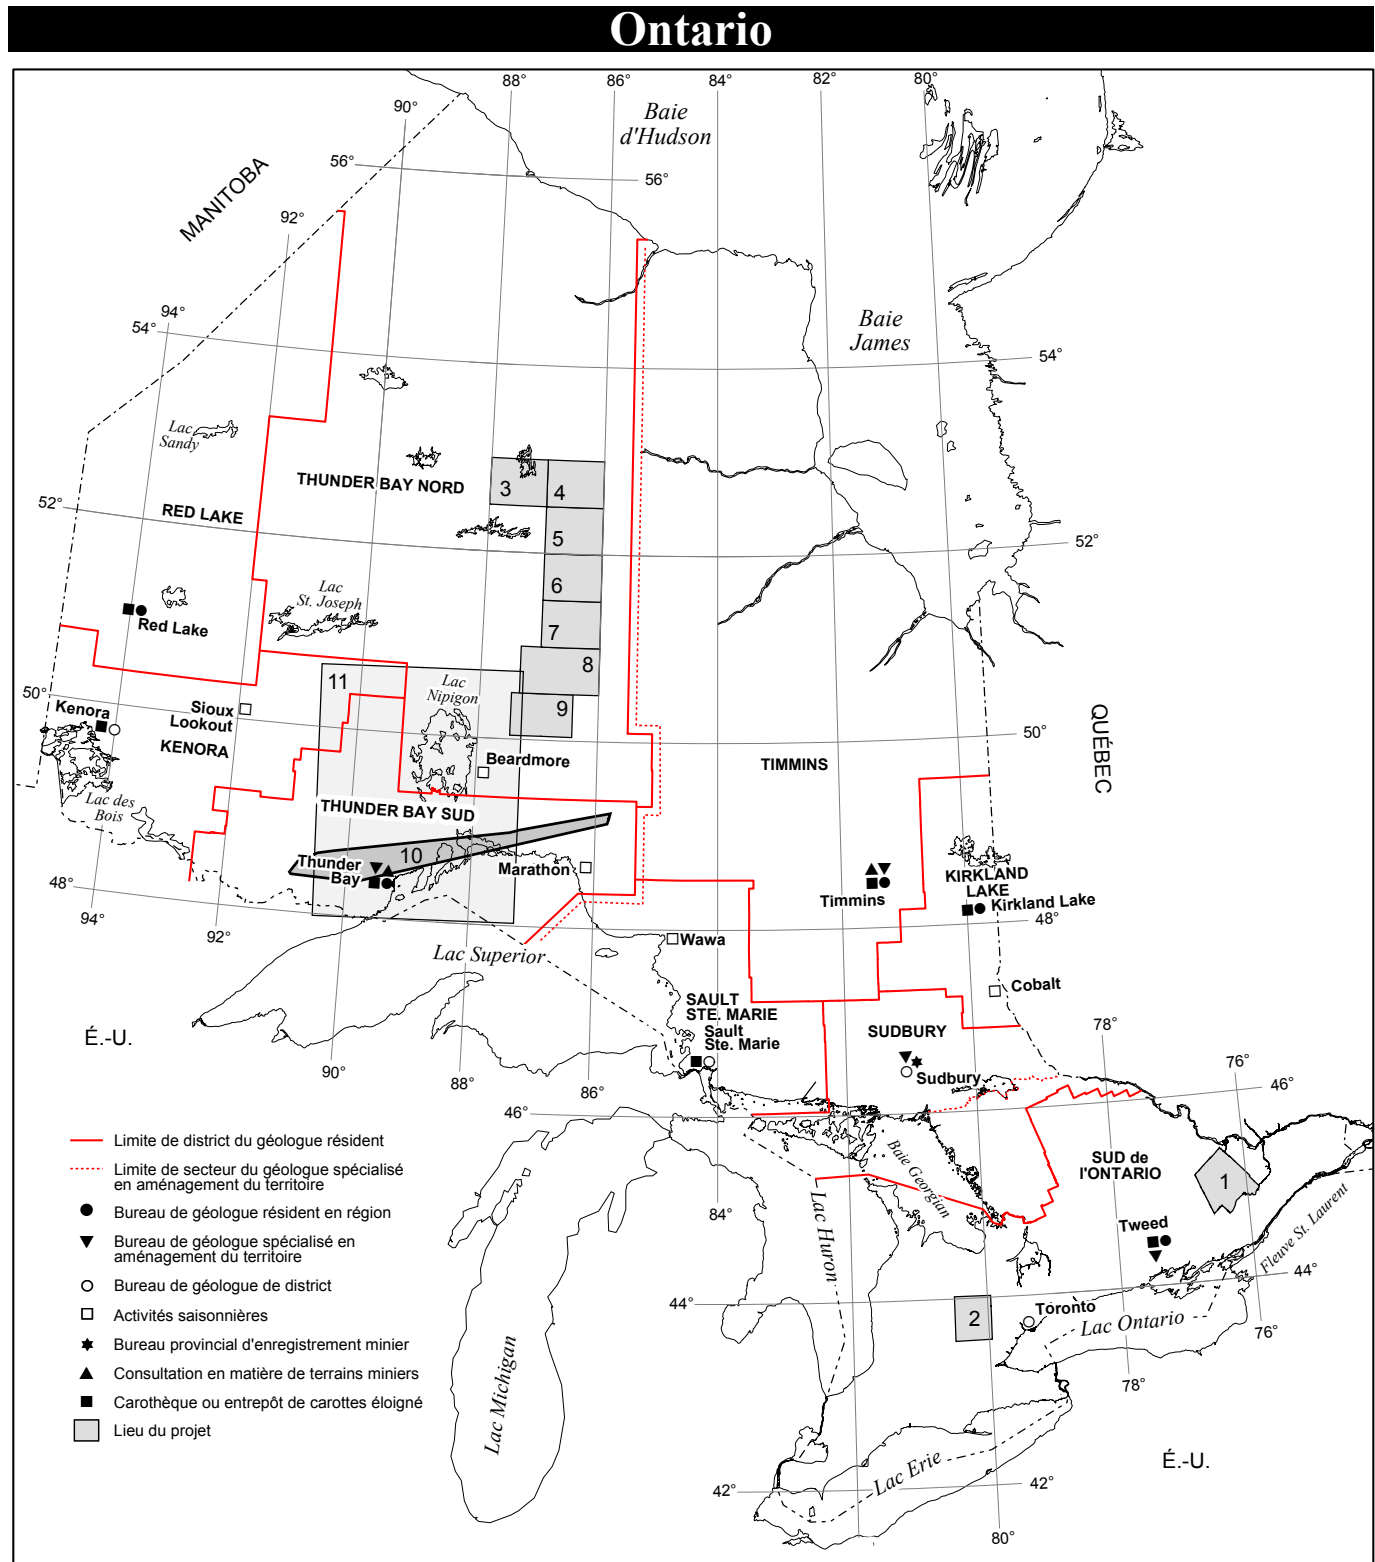 Ontario
88°
86°
84°
82°
80°
90°
Baie
d'Hudson
56°
56°
MANITOBA
92°
94°
54°
Baie
James
54°
Lac
Sandy
THUNDER BAY NORD
3
4
52°
RED LAKE
5
52°
6
Lac
St. Joseph
Red Lake
7
8
11
Lac
Nipigon
50°
Kenora
Sioux
Lookout
9
50°
QUÉBEC
KENORA
Beardmore
TIMMINS
Lac des
Bois
THUNDER BAY SUD
10
Thunder
Bay
Marathon
KIRKLAND
LAKE
Timmins
Kirkland Lake
48°
94°
48°
92°
Wawa
Lac Superior
Cobalt
SAULT
STE. MARIE
Sault
Ste. Marie
SUDBURY
78°
É.-U.
Sudbury
76°
46°
90°
88°
86°
46°
Limite de district du géologue résident
Limite de secteur du géologue spécialisé
en aménagement du territoire
Bureau de géologue résident en région
Bureau de géologue spécialisé en
aménagement du territoire
Bureau de géologue de district
Activités saisonnières
Bureau provincial d'enregistrement minier
Consultation en matière de terrains miniers
Carothèque ou entrepôt de carottes éloigné
Lieu du projet
Baie Georgian
SUD de
l'ONTARIO
1
84°
Lac Huron
Tweed
Fleuve St. Laurent
44°
44°
2
Toronto
Lac Ontario
76°
78°
Lac Michigan
Lac Erie
É.-U.
42°
42°
80°